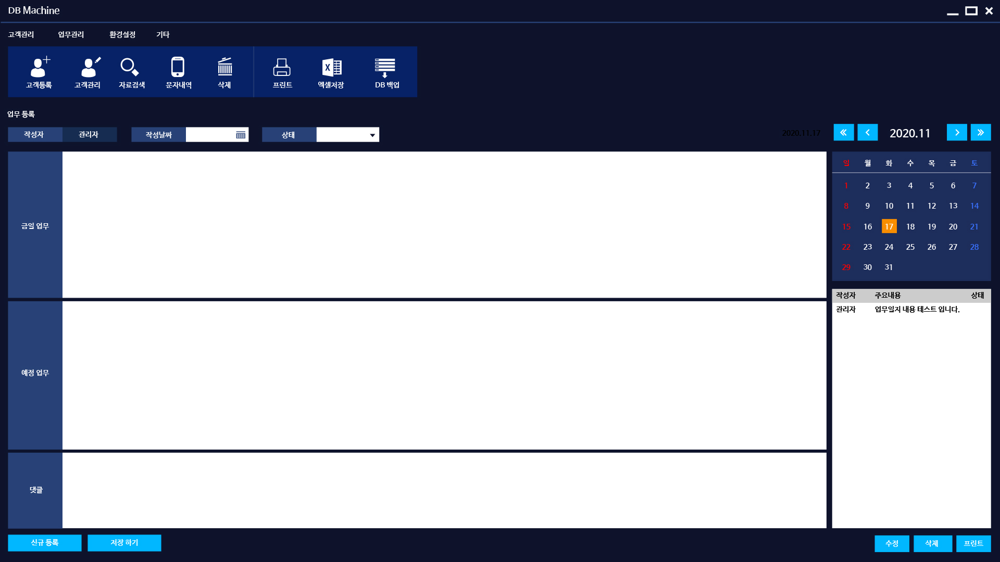 DB Machine
고객관리 업무관리 환경설정 기타
고객등록 고객관리 자료검색 문자내역 삭제 프린트 엑셀저장 DB 백업
업무 등록
작성자 관리자 작성날짜 상태 2020.11.17 2020.11
일 월 화 수 목 금 토
1 2 3 4 5 6 7
8 9 10 11 12 13 14
15 16 17 18 19 20 21
22 23 24 25 26 27 28
29 30 31
금일 업무
작성자 주요내용 상태
관리자 업무일지 내용 테스트 입니다.
예정 업무
댓글
신규 등록 저장 하기 수정 삭제 프린트